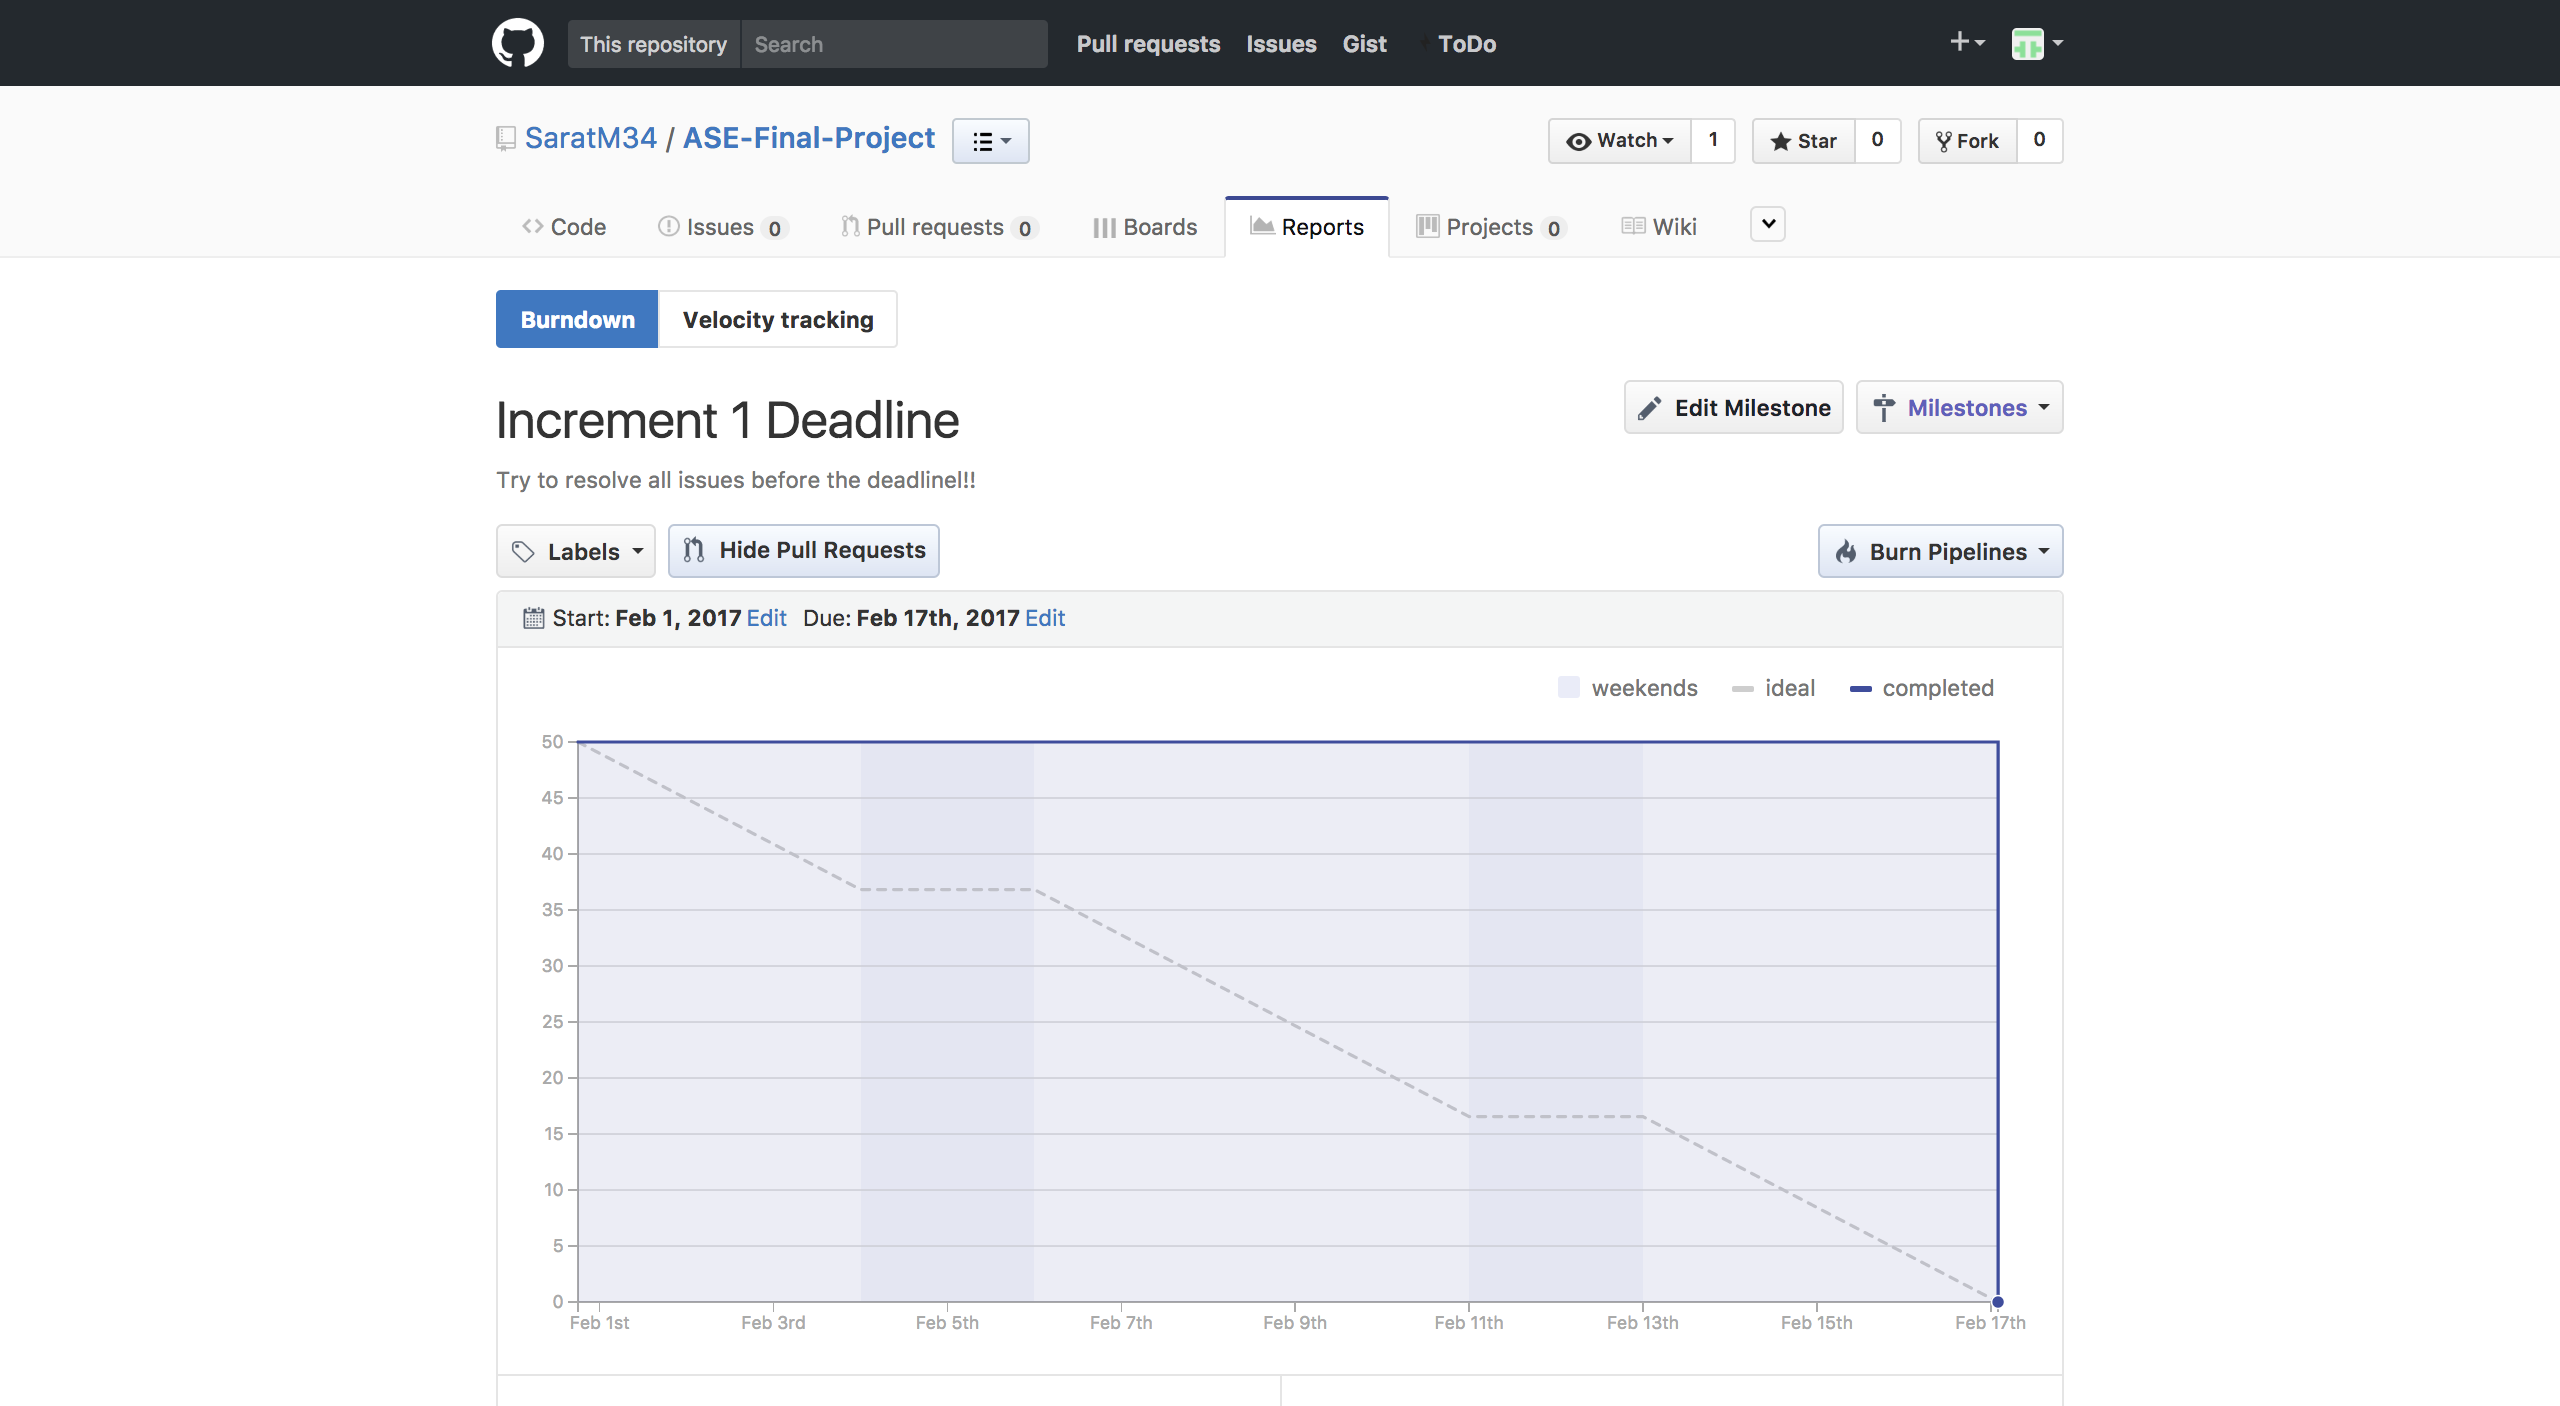 This repository Search Pull requests Issues Gist ToDo
SaratM34 / ASE-Final-Project Watch 1 Star 0 Fork 0
Code Issues 0 Pull requests 0 Boards Reports Projects 0 Wiki
Burndown Velocity tracking
Increment 1 Deadline Edit Milestone Milestones
Try to resolve all issues before the deadline!!!
Labels Hide Pull Requests Burn Pipelines
Start: Feb 1, 2017 Edit Due: Feb 17th, 2017 Edit
weekends ideal completed
50
45
40
35
30
25
20
15
10
5
0
Feb 1st Feb 3rd Feb 5th Feb 7th Feb 9th Feb 11th Feb 13th Feb 15th Feb 17th